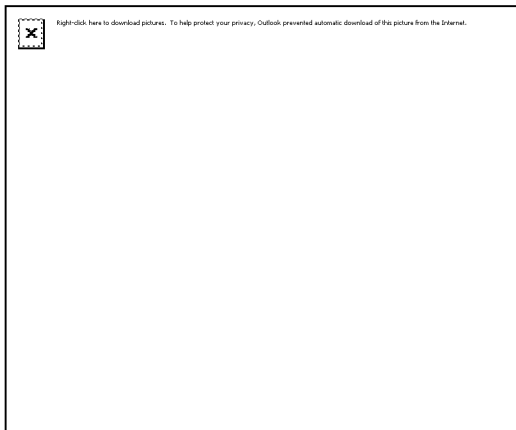 Right-click here to download pictures. To help protect your privacy, Outlook prevented automatic download of this picture from the Internet.